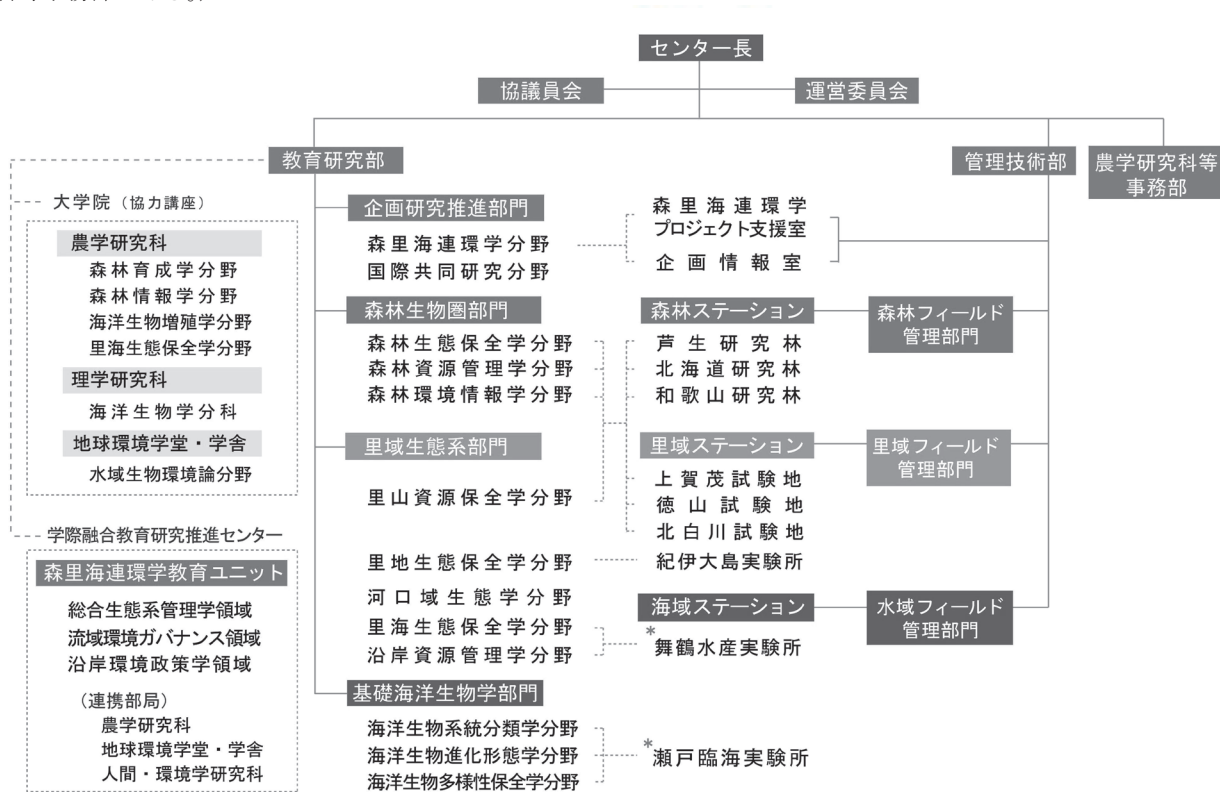 センター長
協議員会
運営委員会
教育研究部
管理技術部
農学研究科等
事務部
大学院（協力講座）
農学研究科
森林育成学分野
森林情報学分野
海洋生物増殖学分野
里海生態保全学分野
理学研究科
海洋生物学分科
地球環境学堂・学舎
水域生物環境論分野
学際融合教育研究推進センター
森里海連環学教育ユニット
総合生態系管理学領域
流域環境ガバナンス領域
沿岸環境政策学領域
（連携部局）
農学研究科
地球環境学堂・学舎
人間・環境学研究科
企画研究推進部門
森里海連環学分野
国際共同研究分野
森林生物圏部門
森林生態保全学分野
森林資源管理学分野
森林環境情報学分野
里域生態系部門
里山資源保全学分野
里地生態保全学分野
河口域生態学分野
里海生態保全学分野
沿岸資源管理学分野
基礎海洋生物学部門
海洋生物系統分類学分野
海洋生物進化形態学分野
海洋生物多様性保全学分野
森里海連環学
プロジェクト支援室
企画情報室
森林ステーション
芦生研究林
北海道研究林
和歌山研究林
里域ステーション
上賀茂試験地
徳山試験地
北白川試験地
紀伊大島実験所
海域ステーション
*舞鶴水産実験所
*瀬戸臨海実験所
森林フィールド
管理部門
里域フィールド
管理部門
水域フィールド
管理部門